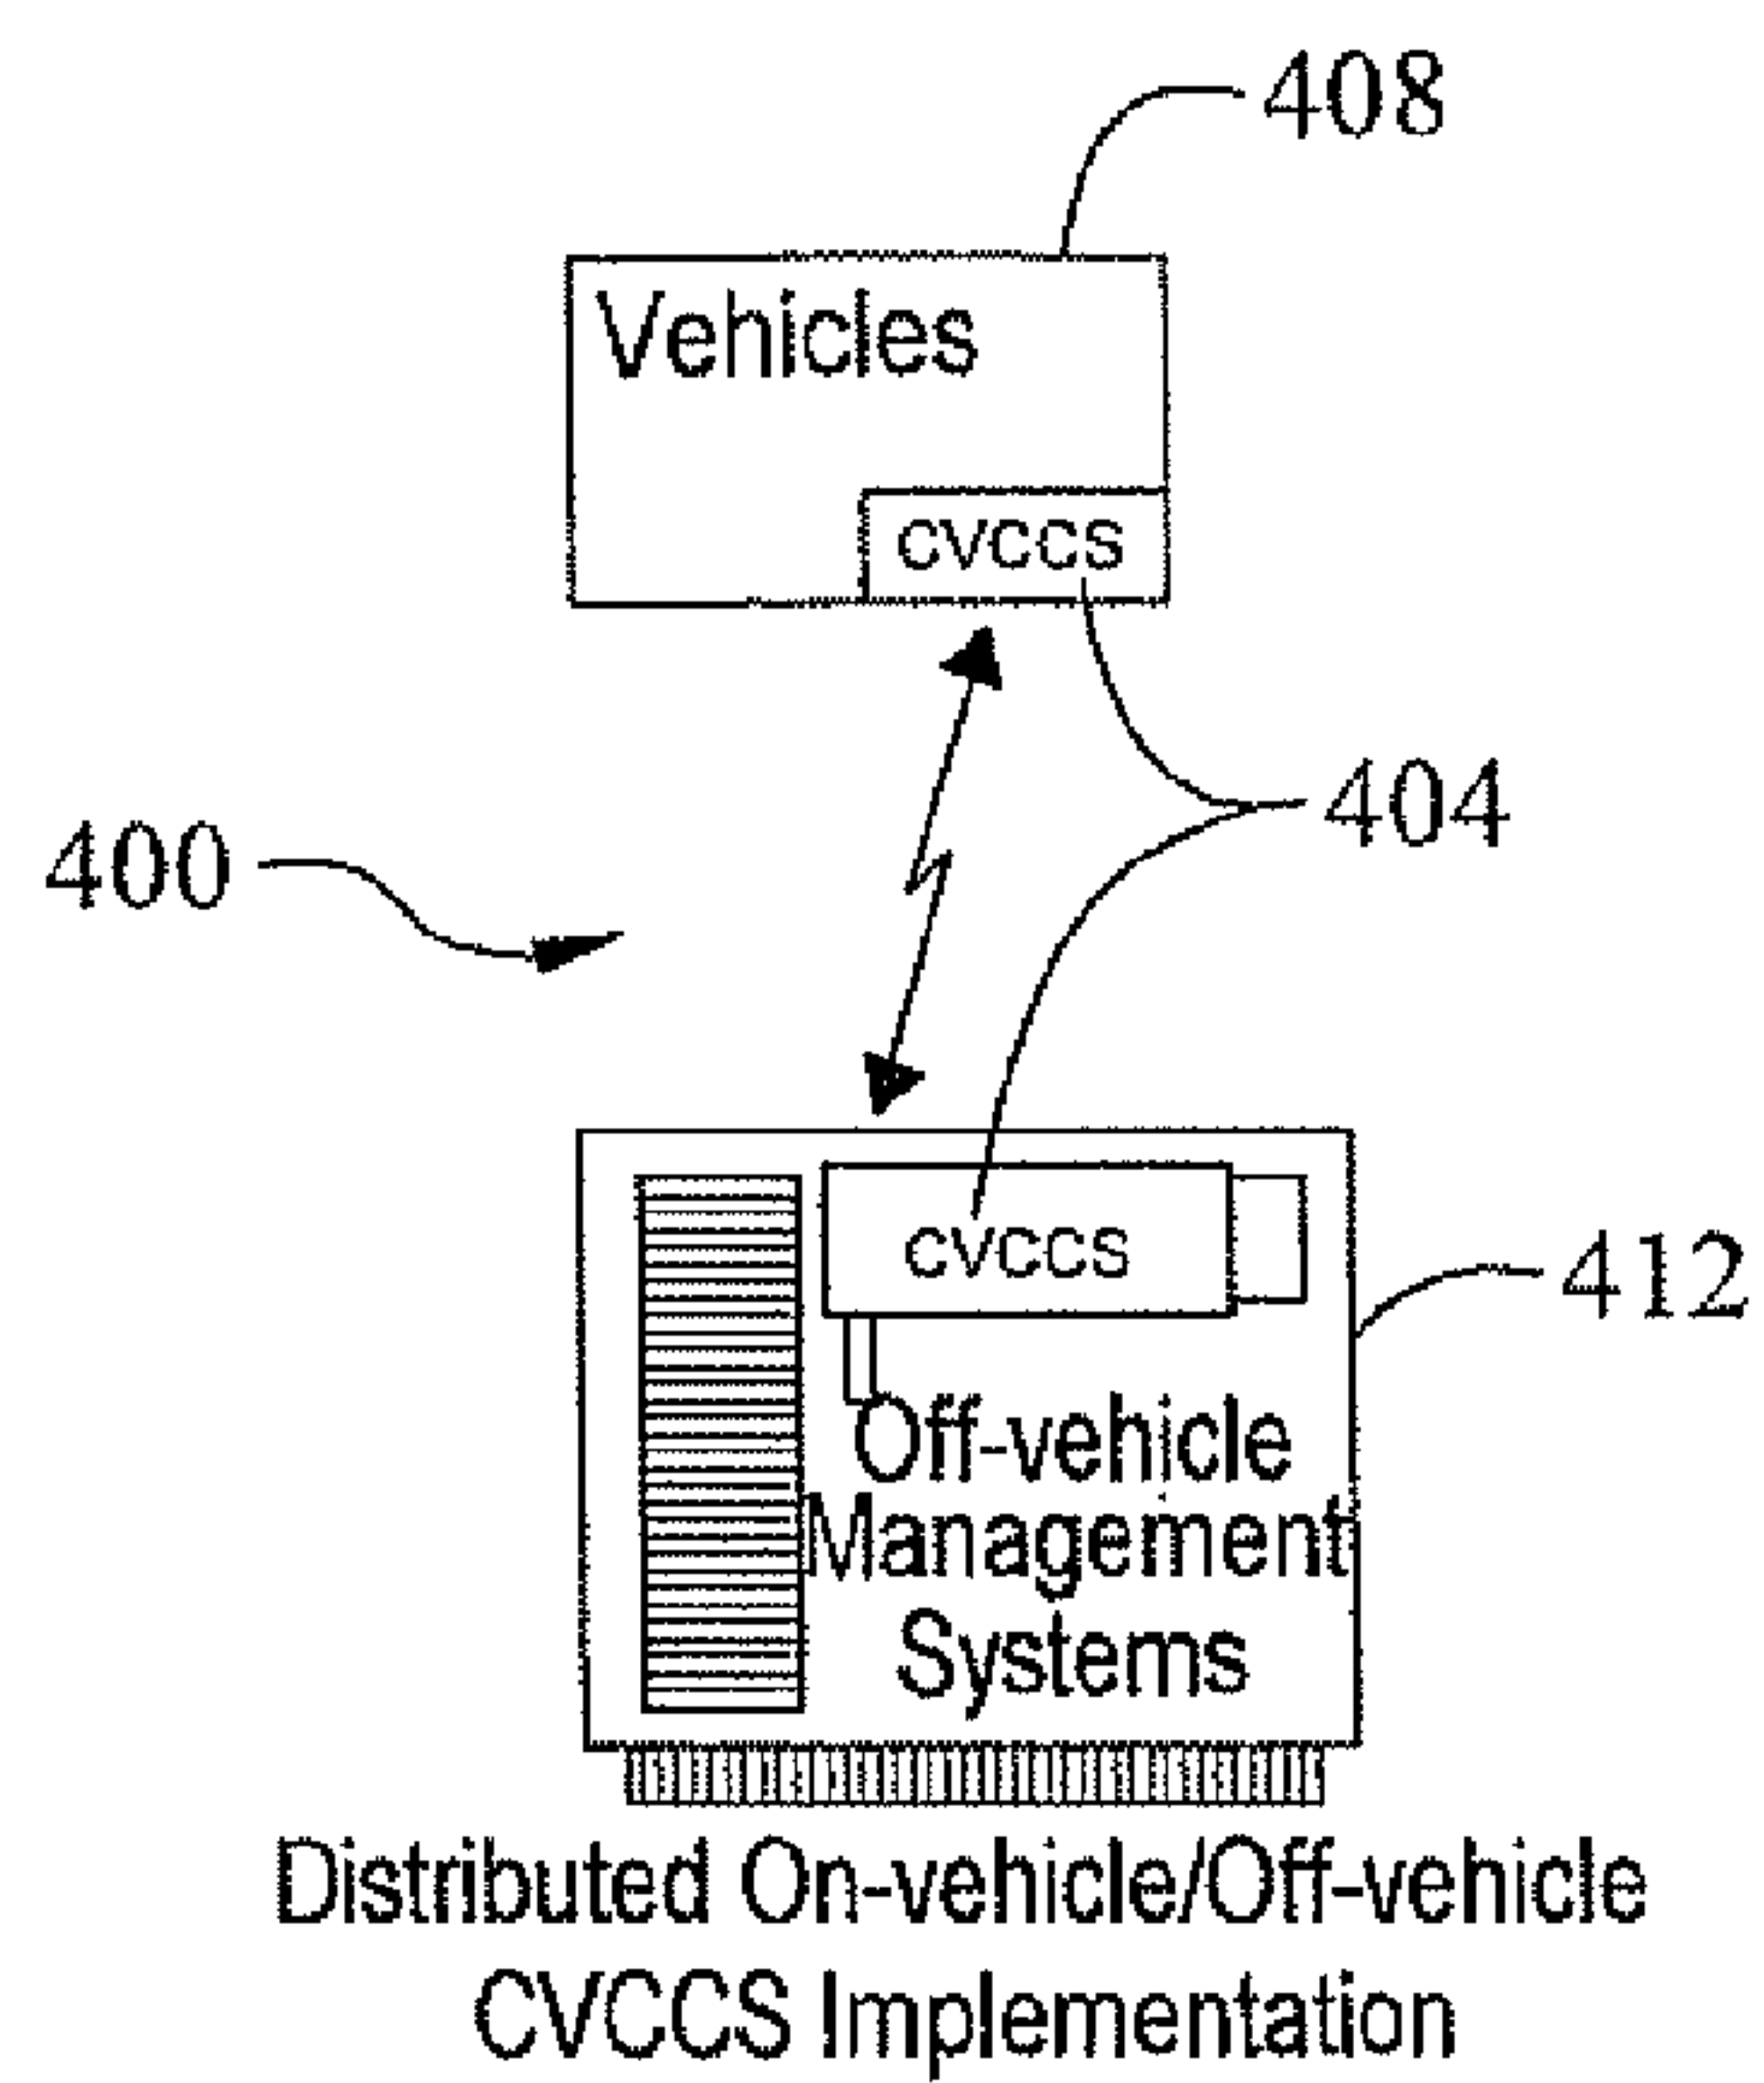 408
Vehicles
cvccs
404
400
cvccs
412
Off-vehicle
Management
Systems
Distributed On-vehicle/Off-vehicle
CVCCS Implementation